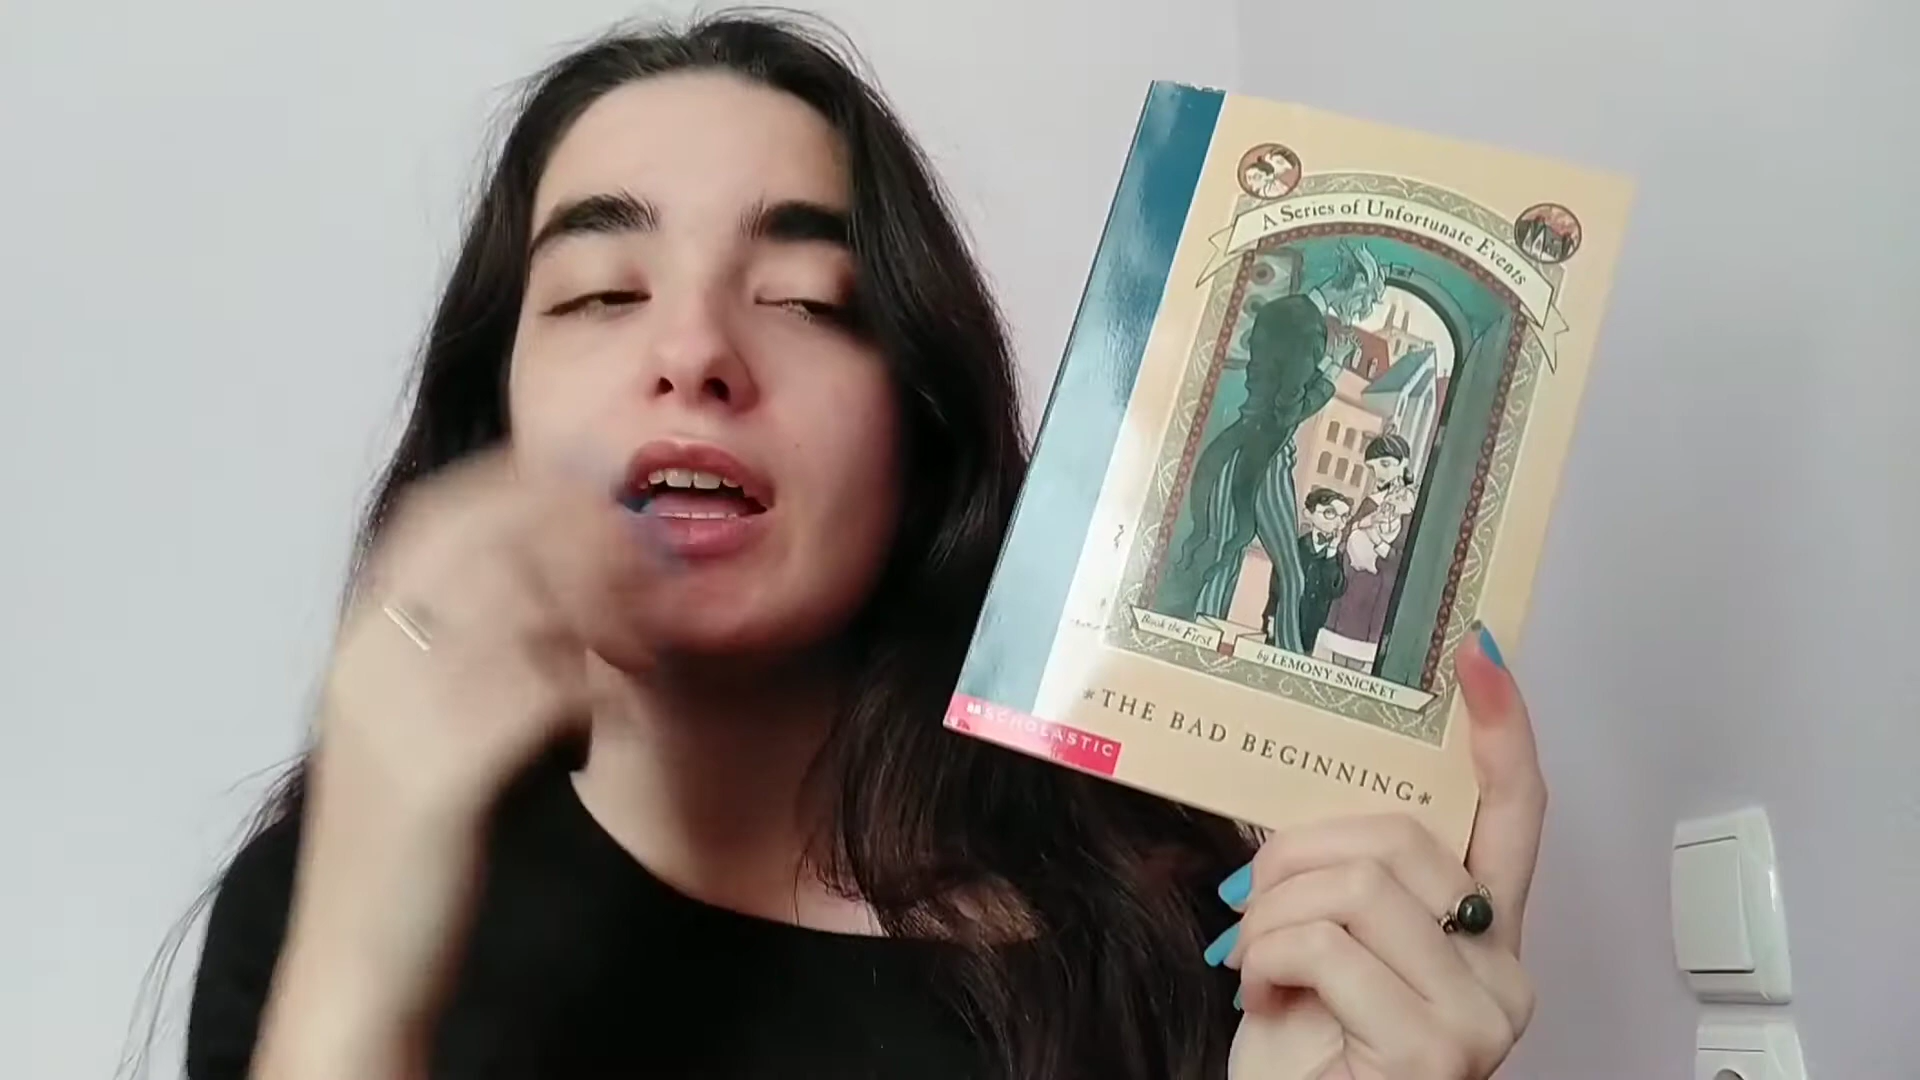 A Series of Unfortunate Events
Book the First
by LEMONY SNICKET
*THE BAD BEGINNING*
SCHOLASTIC